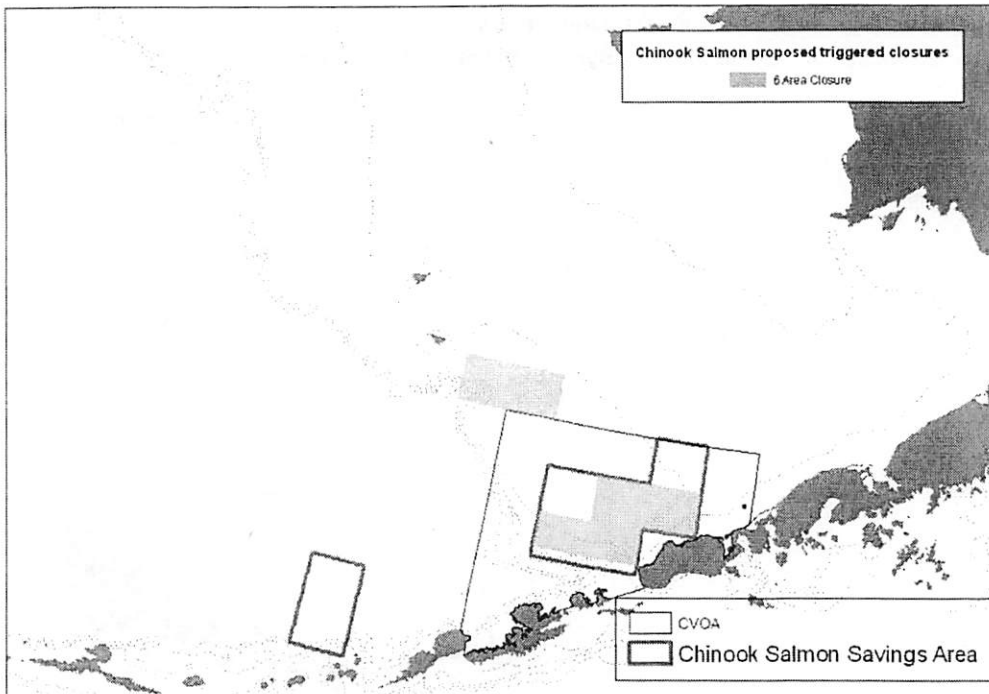 Chinook Salmon proposed triggered closures
6 Area Closure
CVOA
Chinook Salmon Savings Area